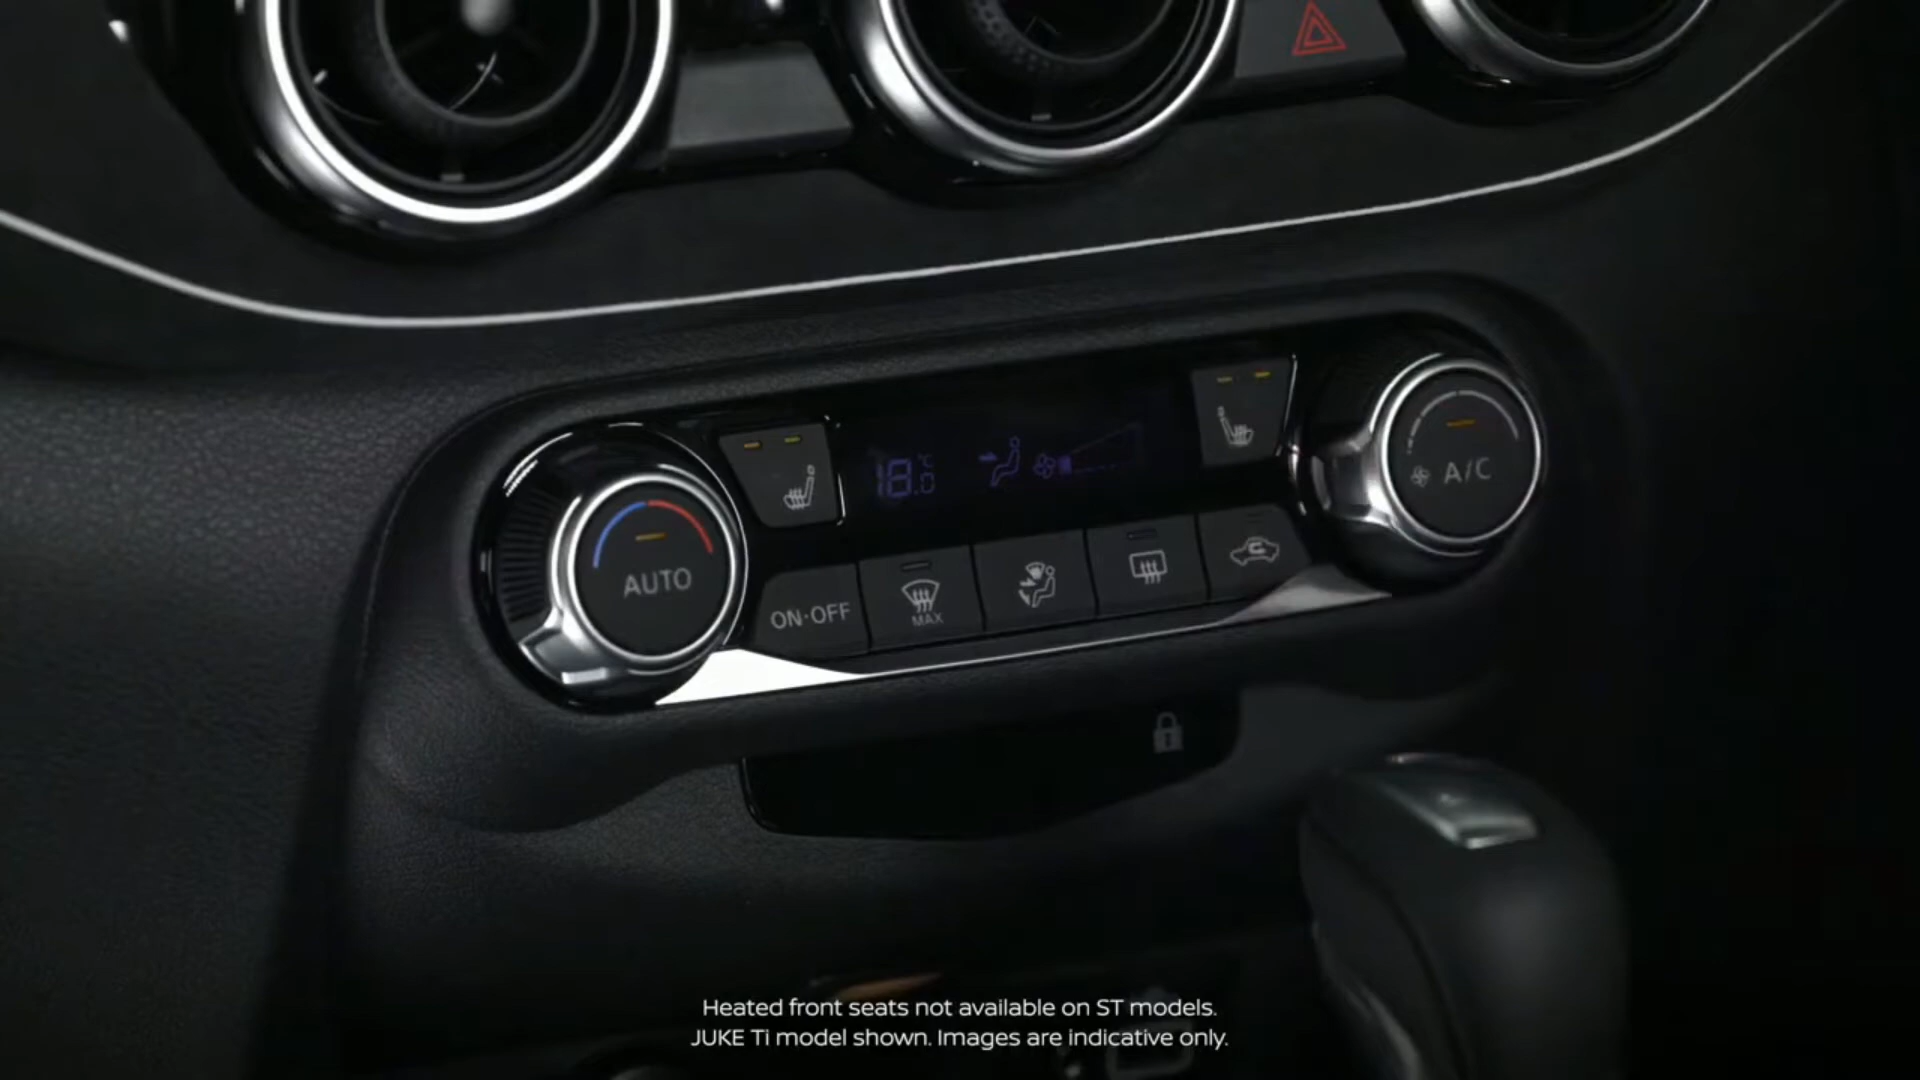 18.0°C
A/C
AUTO
ON·OFF
MAX
Heated front seats not available on ST models.
JUKE Ti model shown. Images are indicative only.